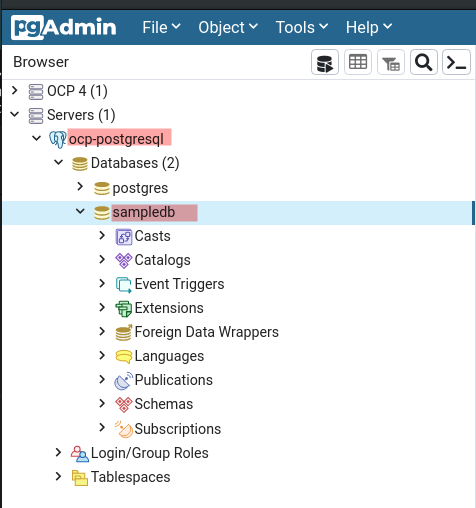 pgAdmin File Object Tools Help
Browser
OCP 4 (1)
Servers (1)
ocp-postgresql
Databases (2)
postgres
sampledb
Casts
Catalogs
Event Triggers
Extensions
Foreign Data Wrappers
Languages
Publications
Schemas
Subscriptions
Login/Group Roles
Tablespaces